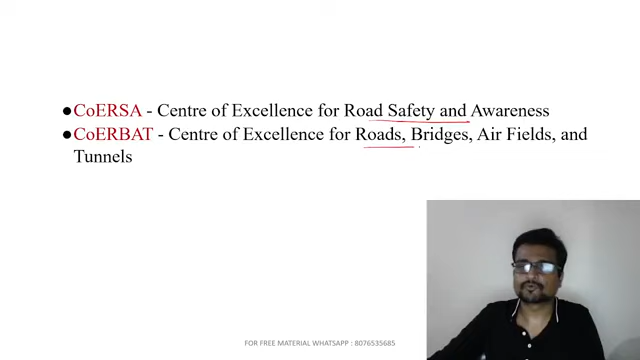 ●CoERSA - Centre of Excellence for Road Safety and Awareness
●CoERBAT - Centre of Excellence for Roads, Bridges, Air Fields, and
Tunnels
FOR FREE MATERIAL WHATSAPP : 8076535685